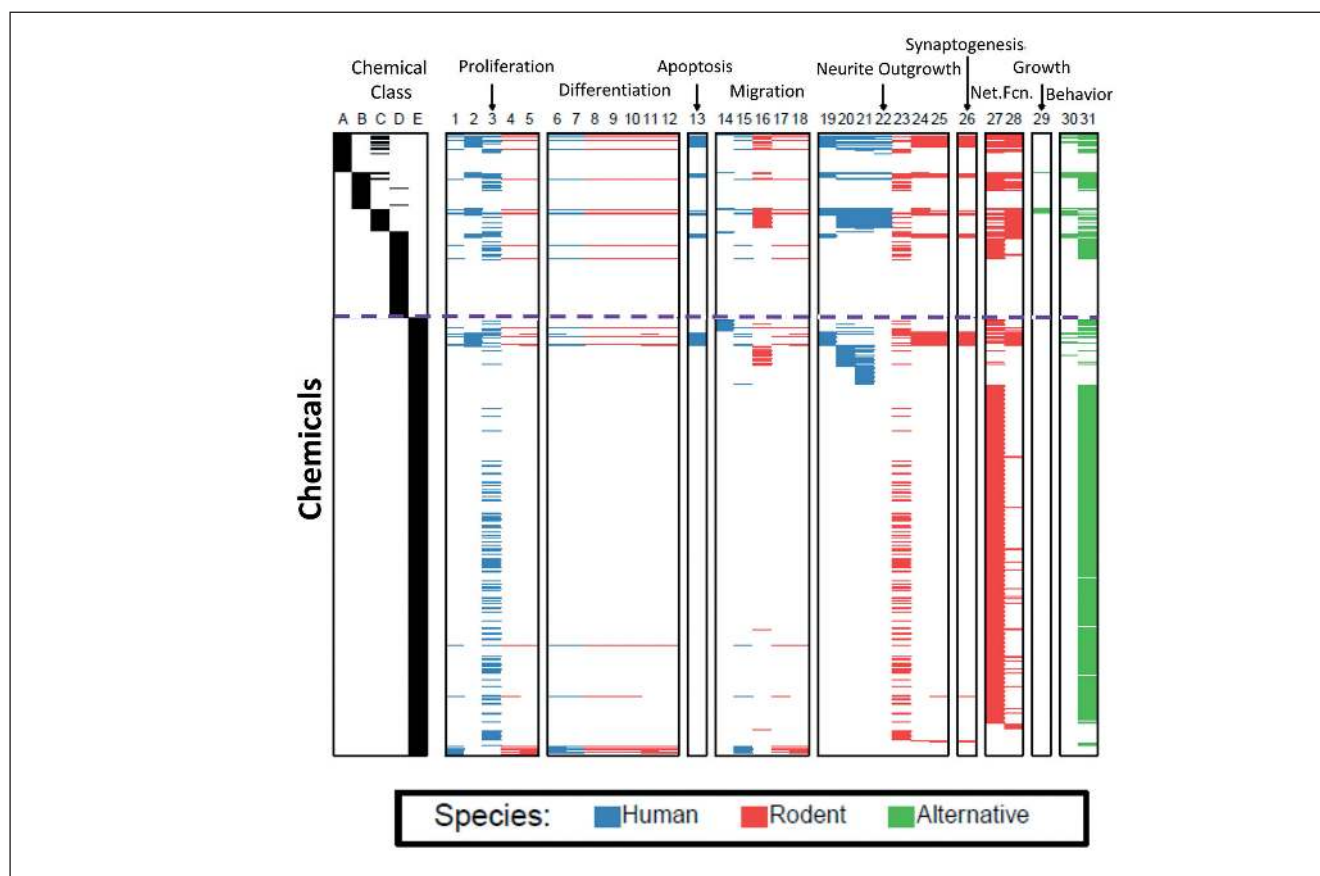 Synaptogenesis
Chemical Class
Proliferation
Apoptosis
Neurite Outgrowth
Growth
Differentiation
Migration
Net.Fcn.
Behavior
A B C D E 1 2 3 4 5 6 7 8 9 10 11 12 13 14 15 16 17 18 19 20 21 22 23 24 25 26 27 28 29 30 31
Chemicals
Species: Human Rodent Alternative